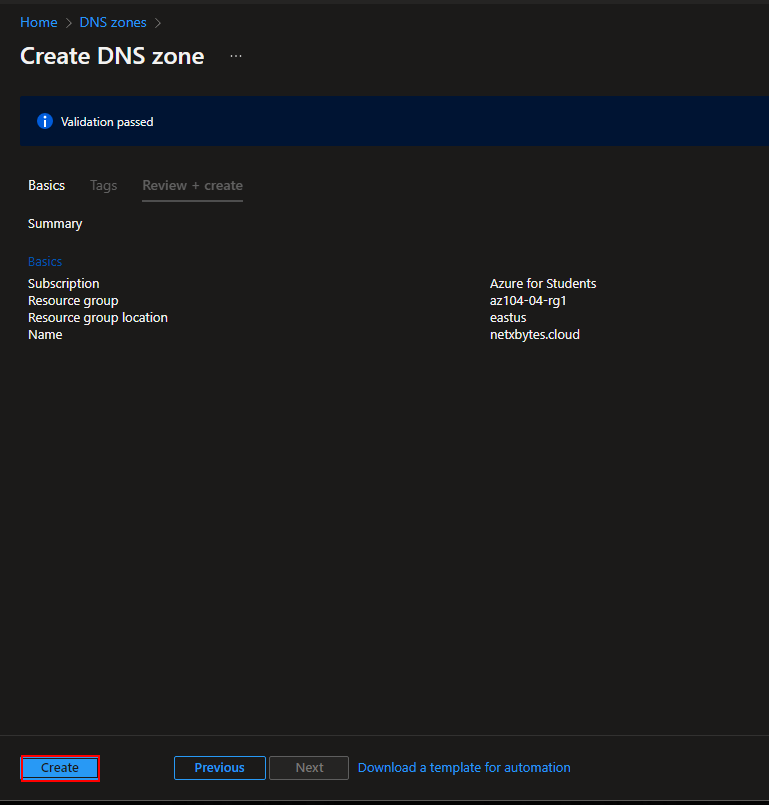 Home > DNS zones >
Create DNS zone ...
Validation passed
Basics Tags Review + create
Summary
Basics
Subscription Azure for Students
Resource group az104-04-rg1
Resource group location eastus
Name netxbytes.cloud
Create Previous Next Download a template for automation